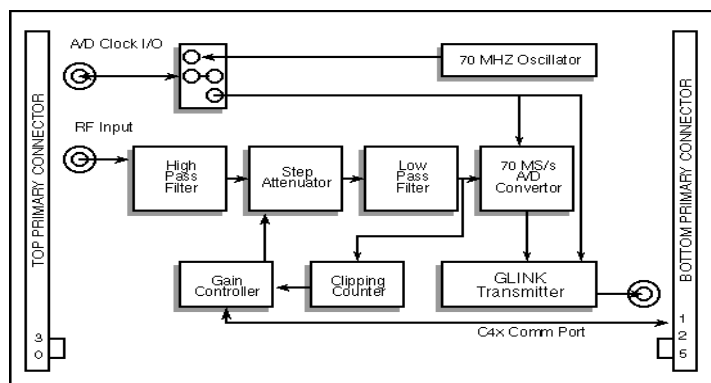 A/D Clock I/O
70 MHZ Oscillator
RF Input
High
Pass
Filter
Step
Attenuator
Low
Pass
Filter
70 MS/s
A/D
Convertor
Gain
Controller
Clipping
Counter
GLINK
Transmitter
C4x Comm Port
TOP PRIMARY CONNECTOR
3
0
BOTTOM PRIMARY CONNECTOR
1
2
5